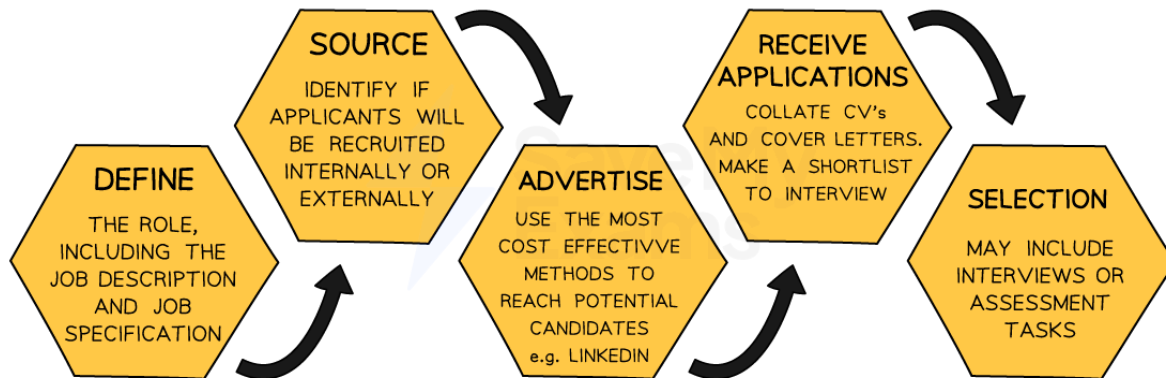 DEFINE
THE ROLE,
INCLUDING THE
JOB DESCRIPTION
AND JOB
SPECIFICATION
SOURCE
IDENTIFY IF
APPLICANTS WILL
BE RECRUITED
INTERNALLY OR
EXTERNALLY
ADVERTISE
USE THE MOST
COST EFFECTIVVE
METHODS TO
REACH POTENTIAL
CANDIDATES
e.g. LINKEDIN
RECEIVE
APPLICATIONS
COLLATE CV's
AND COVER LETTERS.
MAKE A SHORTLIST
TO INTERVIEW
SELECTION
MAY INCLUDE
INTERVIEWS OR
ASSESSMENT
TASKS